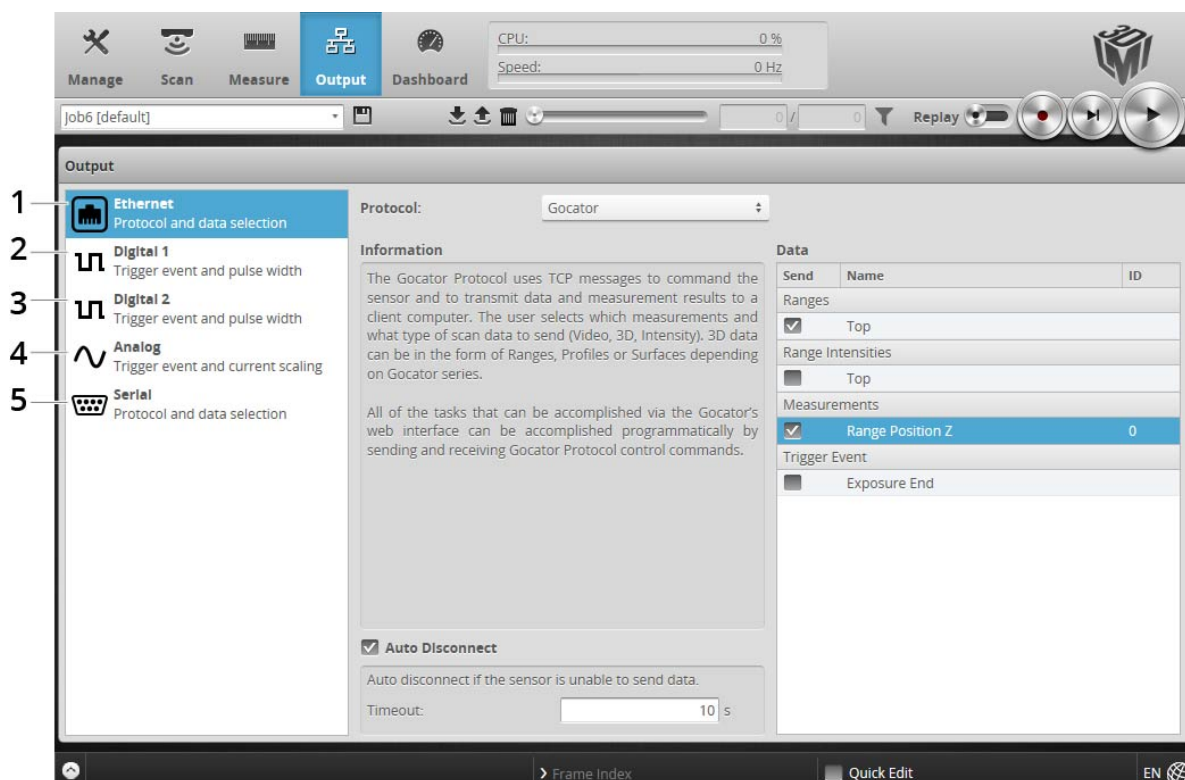 Manage
Scan
Measure
Output
Dashboard
CPU: 0 %
Speed: 0 Hz
Job6 [default]
0 / 0
Replay
Output
1
Ethernet
Protocol and data selection
2
Digital 1
Trigger event and pulse width
3
Digital 2
Trigger event and pulse width
4
Analog
Trigger event and current scaling
5
Serial
Protocol and data selection
Protocol: Gocator
Information
The Gocator Protocol uses TCP messages to command the
sensor and to transmit data and measurement results to a
client computer. The user selects which measurements and
what type of scan data to send (Video, 3D, Intensity). 3D data
can be in the form of Ranges, Profiles or Surfaces depending
on Gocator series.
All of the tasks that can be accomplished via the Gocator's
web interface can be accomplished programmatically by
sending and receiving Gocator Protocol control commands.
Auto Disconnect
Auto disconnect if the sensor is unable to send data.
Timeout: 10 s
Data
Send Name ID
Ranges
Top
Range Intensities
Top
Measurements
Range Position Z 0
Trigger Event
Exposure End
Frame Index
Quick Edit
EN